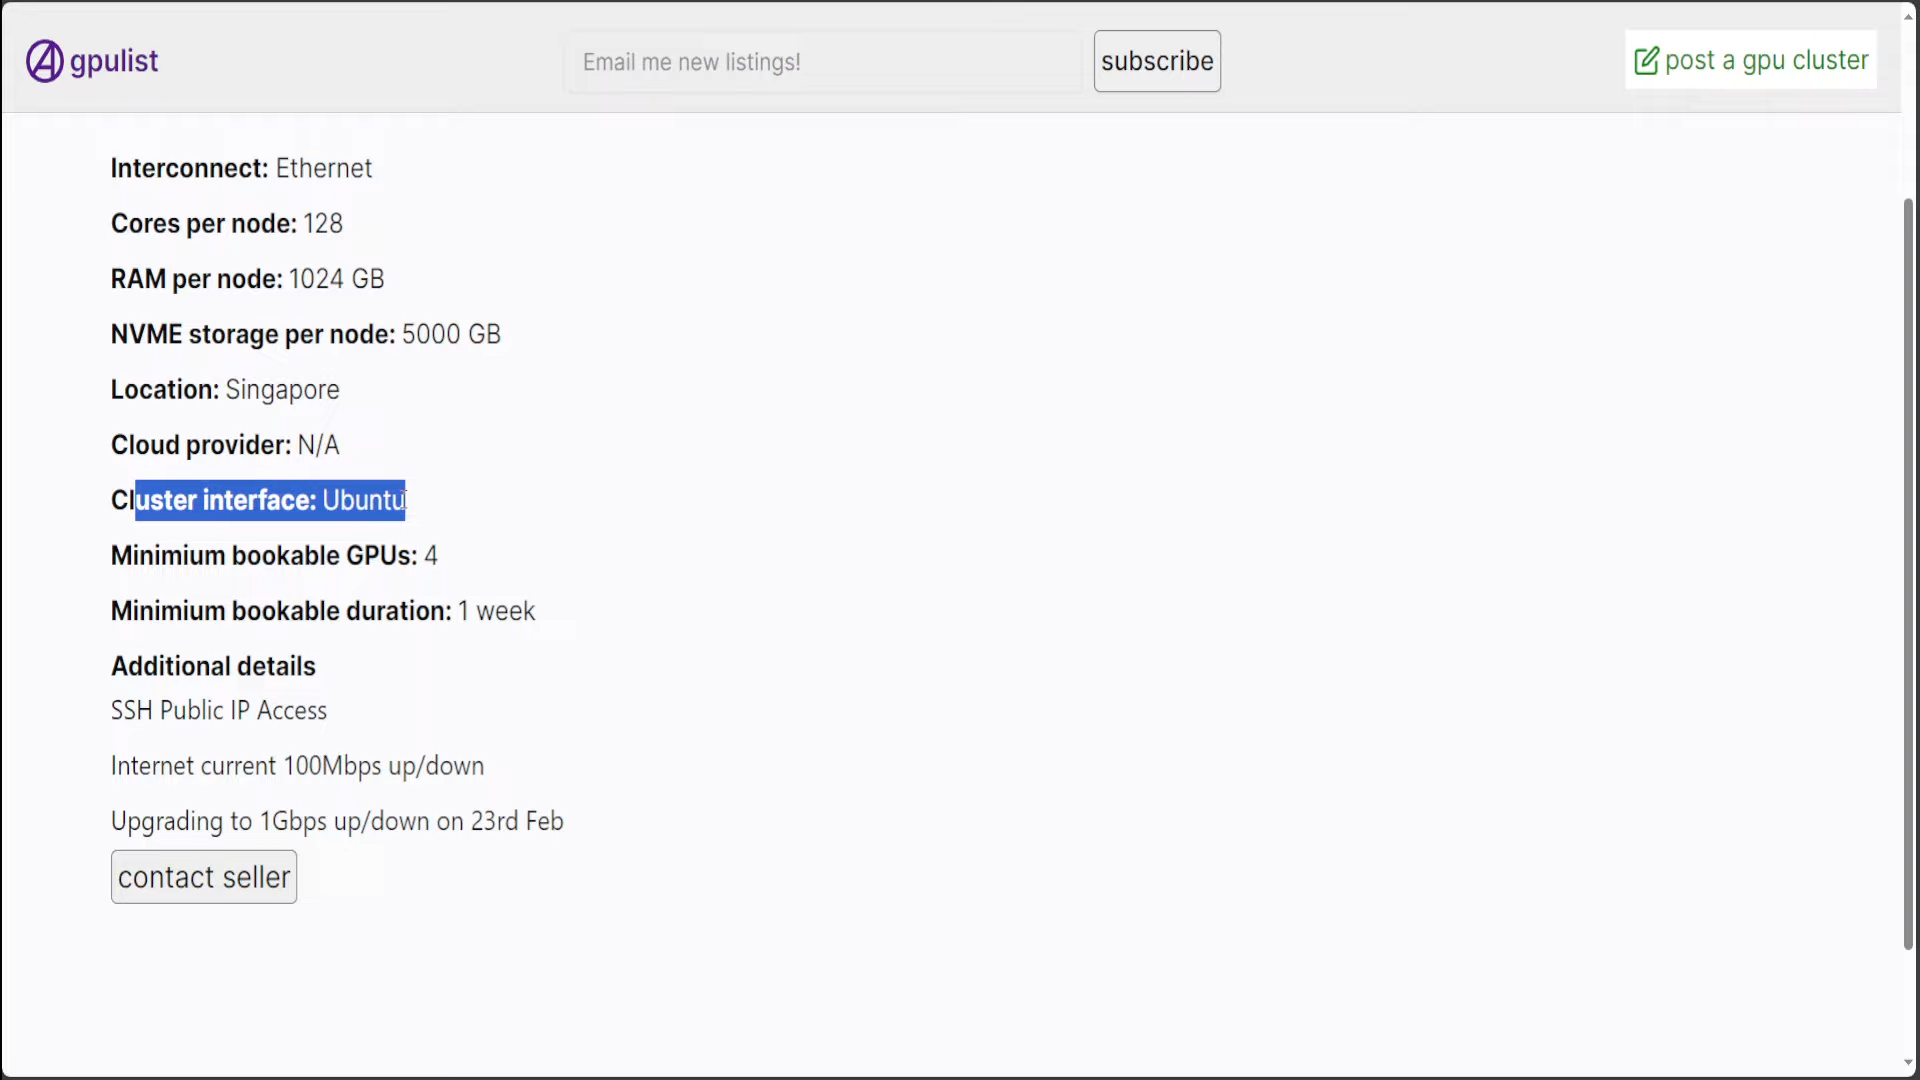 gpulist
Email me new listings!
subscribe
post a gpu cluster
Interconnect: Ethernet
Cores per node: 128
RAM per node: 1024 GB
NVME storage per node: 5000 GB
Location: Singapore
Cloud provider: N/A
Cluster interface: Ubuntu
Minimium bookable GPUs: 4
Minimium bookable duration: 1 week
Additional details
SSH Public IP Access
Internet current 100Mbps up/down
Upgrading to 1Gbps up/down on 23rd Feb
contact seller